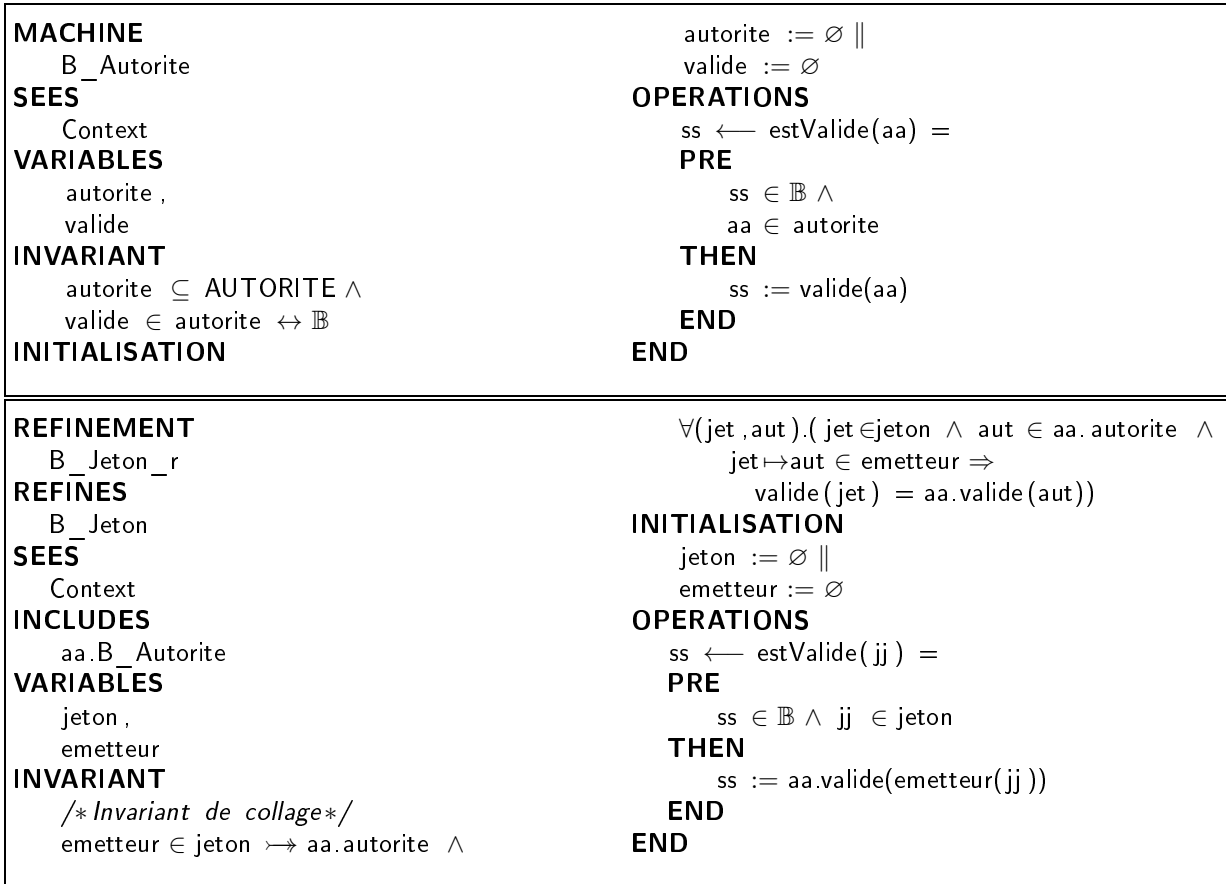 MACHINE
B_Autorite
SEES
Context
VARIABLES
autorite ,
valide
INVARIANT
autorite ⊆ AUTORITE ∧
valide ∈ autorite ↔ 𝔹
INITIALISATION
autorite := ∅ ∥
valide := ∅
OPERATIONS
ss ⟵ estValide(aa) =
PRE
ss ∈ 𝔹 ∧
aa ∈ autorite
THEN
ss := valide(aa)
END
END
REFINEMENT
B_Jeton_r
REFINES
B_Jeton
SEES
Context
INCLUDES
aa.B_Autorite
VARIABLES
jeton ,
emetteur
INVARIANT
/∗ Invariant de collage∗/
emetteur ∈ jeton ⤖ aa.autorite ∧
∀(jet ,aut ).( jet ∈jeton ∧ aut ∈ aa. autorite ∧
jet ↦aut ∈ emetteur ⇒
valide ( jet ) = aa.valide (aut))
INITIALISATION
jeton := ∅ ∥
emetteur := ∅
OPERATIONS
ss ⟵ estValide( jj ) =
PRE
ss ∈ 𝔹 ∧ jj ∈ jeton
THEN
ss := aa.valide(emetteur( jj ))
END
END